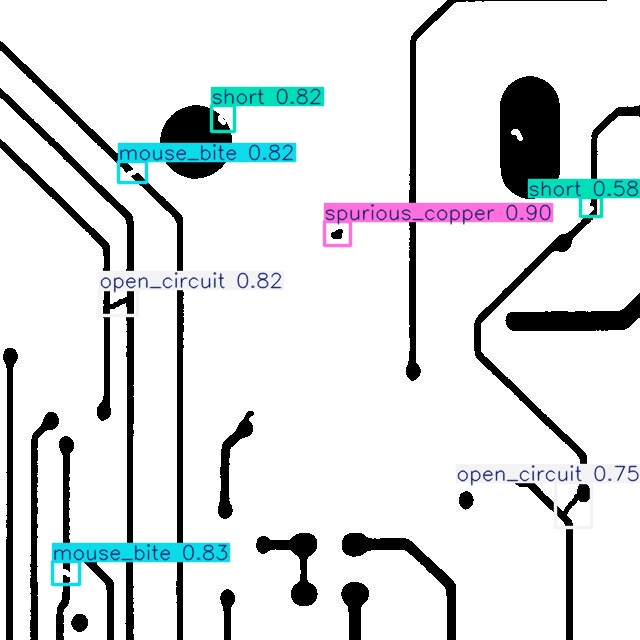 short 0.82
mouse_bite 0.82
short 0.58
spurious_copper 0.90
open_circuit 0.82
open_circuit 0.75
mouse_bite 0.83